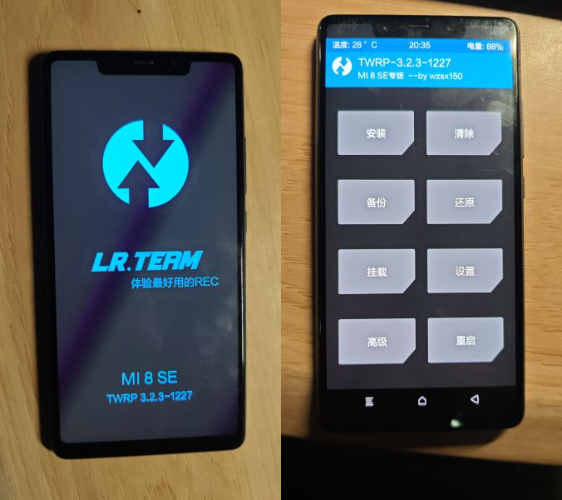 LR.TEAM
体验最好用的REC
MI 8 SE
TWRP 3.2.3-1227
温度: 28 ° C 20:35 电量: 88%
TWRP-3.2.3-1227
MI 8 SE专版 --by wzsx150
安装 清除
备份 还原
挂载 设置
高级 重启